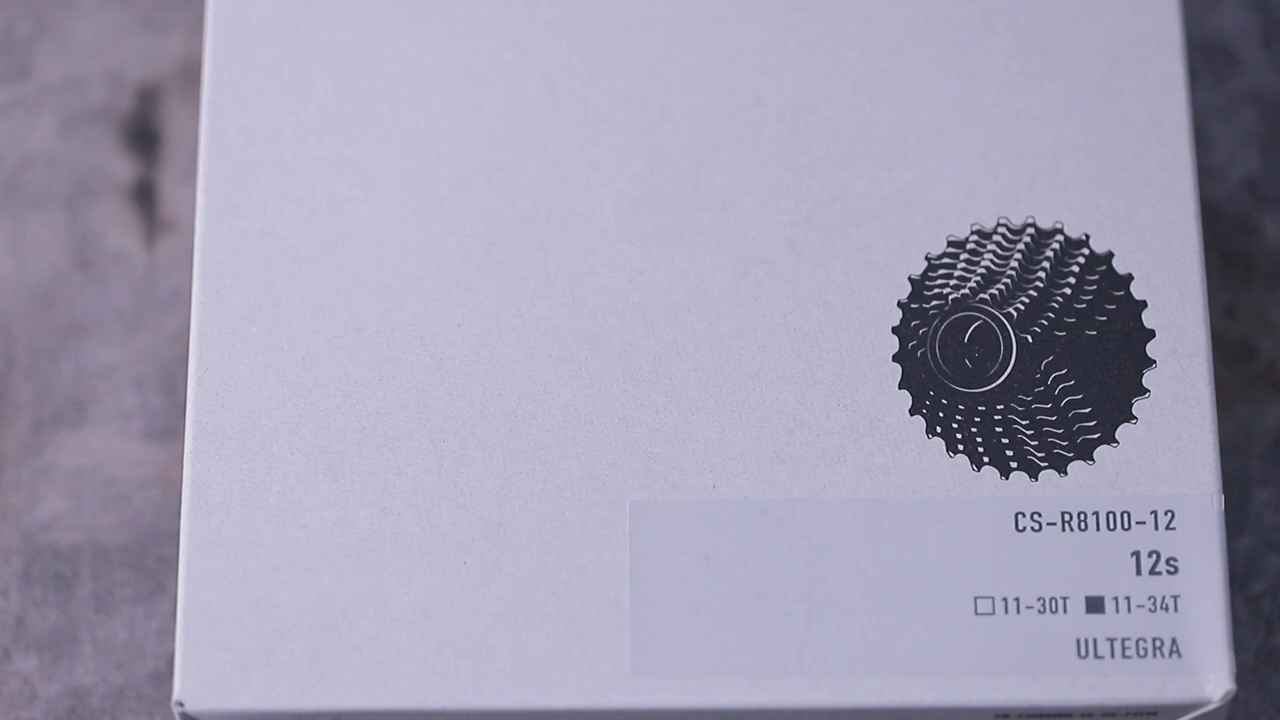 CS-R8100-12
12s
□ 11-30T ■ 11-34T
ULTEGRA